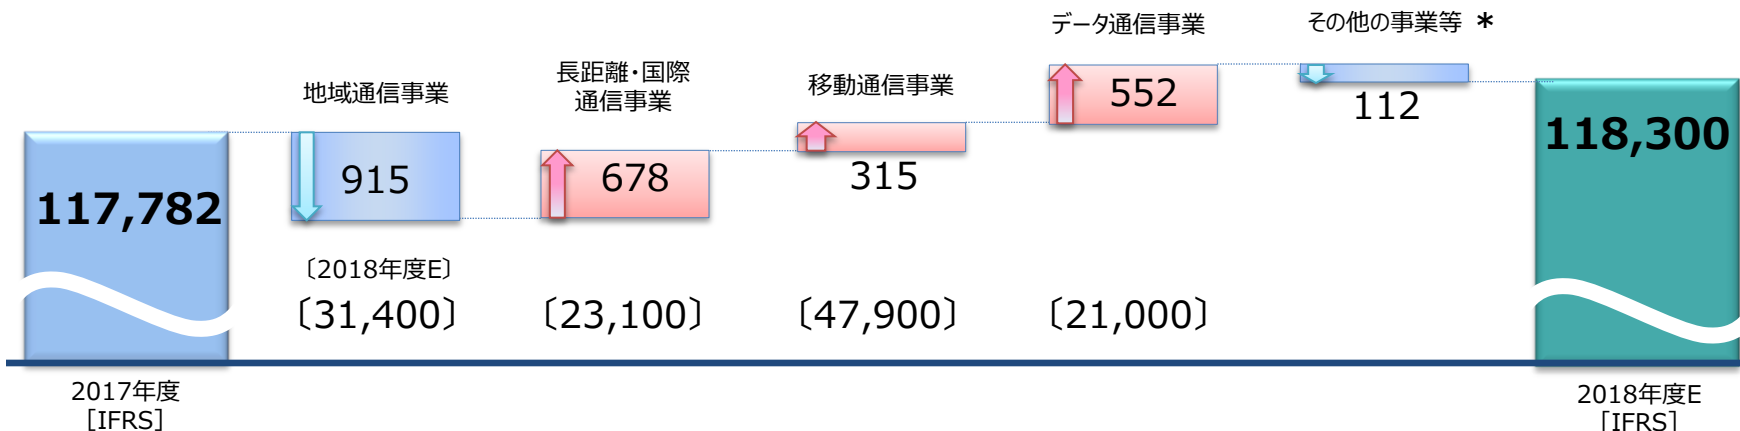 データ通信事業
その他の事業等 *
長距離・国際
通信事業
地域通信事業
移動通信事業
552
112
118,300
915
678
315
117,782
〔2018年度E〕
〔31,400〕
〔23,100〕
〔47,900〕
〔21,000〕
2017年度
［IFRS］
2018年度E
［IFRS］